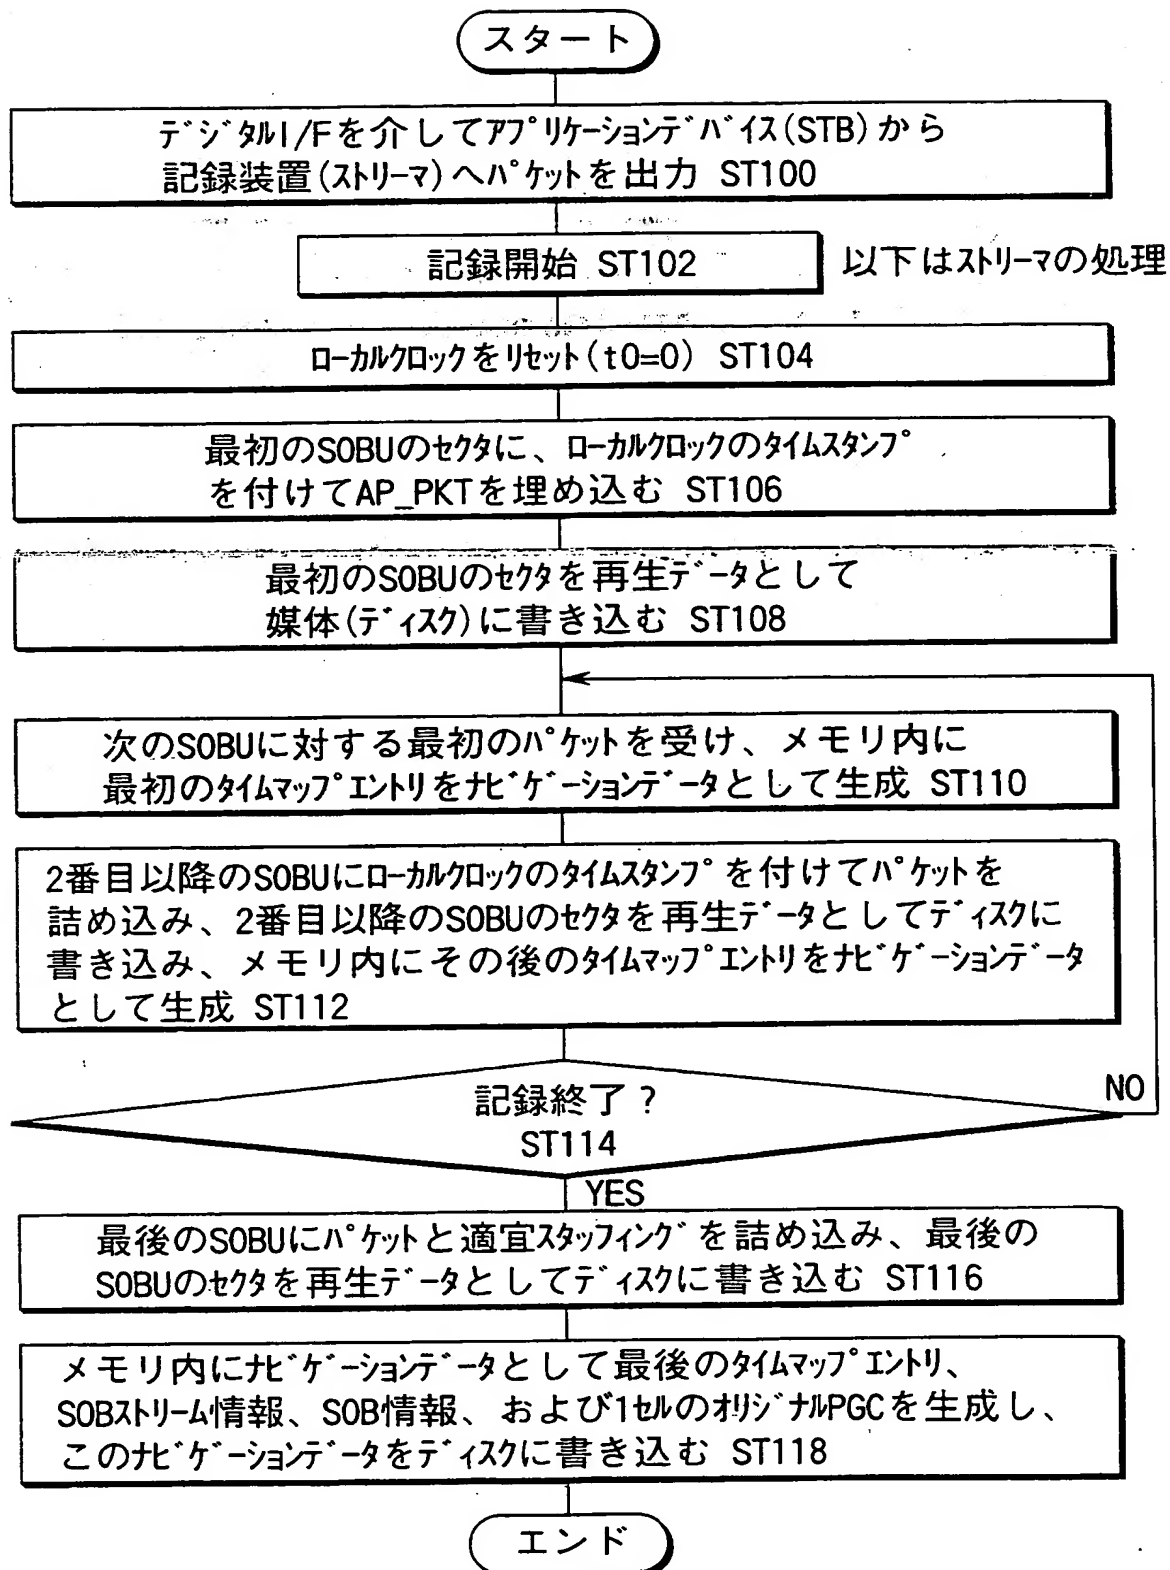 スタート
デジタルI/Fを介してアプリケーションデバイス(STB)から
記録装置(ストリーマ)へパケットを出力 ST100
記録開始 ST102
以下はストリーマの処理
ローカルクロックをリセット(t0=0) ST104
最初のSOBUのセクタに、ローカルクロックのタイムスタンプ
を付けてAP_PKTを埋め込む ST106
最初のSOBUのセクタを再生データとして
媒体(ディスク)に書き込む ST108
次のSOBUに対する最初のパケットを受け、メモリ内に
最初のタイムマップエントリをナビゲーションデータとして生成 ST110
2番目以降のSOBUにローカルクロックのタイムスタンプを付けてパケットを
詰め込み、2番目以降のSOBUのセクタを再生データとしてディスクに
書き込み、メモリ内にその後のタイムマップエントリをナビゲーションデータ
として生成 ST112
記録終了?
ST114
NO
YES
最後のSOBUにパケットと適宜スタッフィングを詰め込み、最後の
SOBUのセクタを再生データとしてディスクに書き込む ST116
メモリ内にナビゲーションデータとして最後のタイムマップエントリ、
SOBストリーム情報、SOB情報、および1セルのオリジナルPGCを生成し、
このナビゲーションデータをディスクに書き込む ST118
エンド